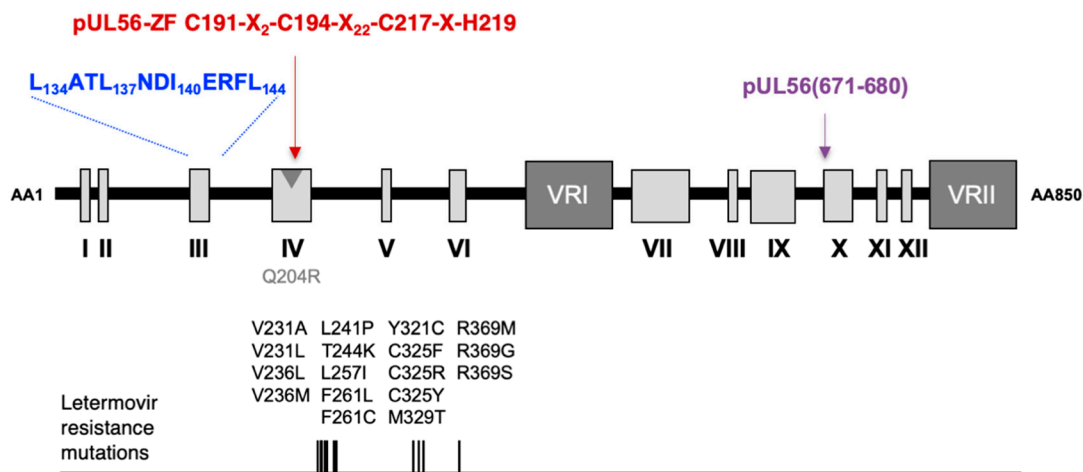 pUL56-ZF C191-X₂-C194-X₂₂-C217-X-H219
L₁₃₄ATL₁₃₇NDI₁₄₀ERFL₁₄₄
pUL56(671-680)
AA1
VRI
VRII
AA850
I II III IV V VI VII VIII IX X XI XII
Q204R
V231A L241P Y321C R369M
V231L T244K C325F R369G
V236L L257I C325R R369S
V236M F261L C325Y
F261C M329T
Letermovir
resistance
mutations